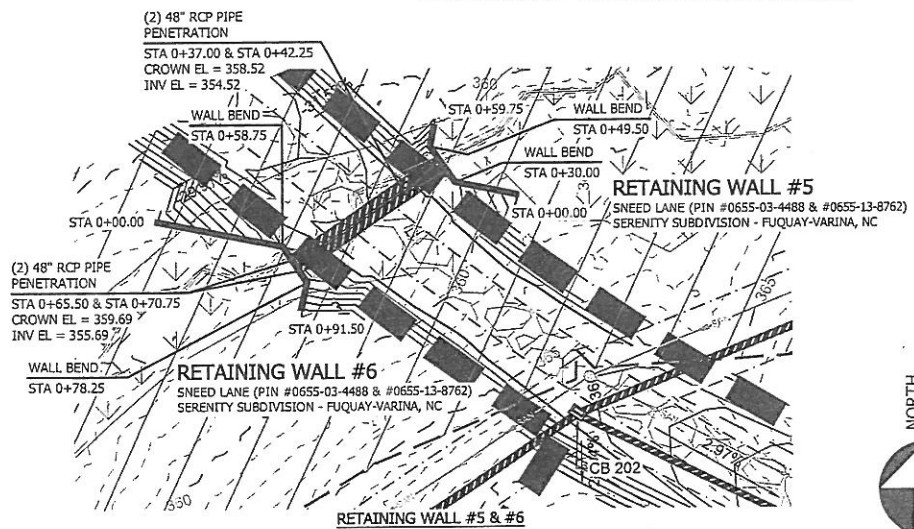 (2) 48" RCP PIPE
PENETRATION
STA 0+37.00 & STA 0+42.25
CROWN EL = 358.52
INV EL = 354.52
WALL BEND
STA 0+58.75
360
STA 0+59.75
WALL BEND
STA 0+49.50
WALL BEND
STA 0+30.00
RETAINING WALL #5
SNEED LANE (PIN #0655-03-4488 & #0655-13-8762)
SERENITY SUBDIVISION - FUQUAY-VARINA, NC
STA 0+00.00
STA 0+00.00
(2) 48" RCP PIPE
PENETRATION
STA 0+65.50 & STA 0+70.75
CROWN EL = 359.69
INV EL = 355.69
360
365
STA 0+91.50
WALL BEND
STA 0+78.25
RETAINING WALL #6
SNEED LANE (PIN #0655-03-4488 & #0655-13-8762)
SERENITY SUBDIVISION - FUQUAY-VARINA, NC
365
NORTH
2.97%
CB 202
360
RETAINING WALL #5 & #6